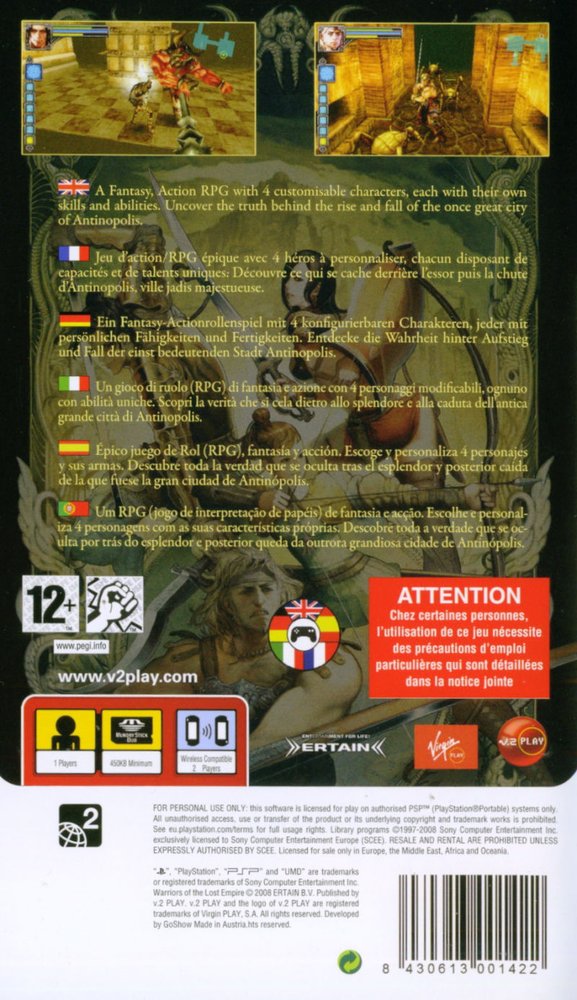 A Fantasy, Action RPG with 4 customisable characters, each with their own
skills and abilities. Uncover the truth behind the rise and fall of the once great city
of Antinopolis.
Jeu d'action/RPG épique avec 4 héros à personnaliser, chacun disposant de
capacités et de talents uniques: Découvre ce qui se cache derrière l'essor puis la chute
d'Antinopolis, ville jadis majestueuse.
Ein Fantasy-Actionrollenspiel mit 4 konfigurierbaren Charakteren, jeder mit
persönlichen Fähigkeiten und Fertigkeiten. Entdecke die Wahrheit hinter Aufstieg
und Fall der einst bedeutenden Stadt Antinopolis.
Un gioco di ruolo (RPG) di fantasia e azione con 4 personaggi modificabili, ognuno
con abilità uniche. Scopri la verità che si cela dietro allo splendore e alla caduta dell'antica
grande città di Antinopolis.
Épico juego de Rol (RPG), fantasía y acción. Escoge y personaliza 4 personajes
y sus armas. Descubre toda la verdad que se oculta tras el esplendor y posterior caída
de la que fuese la gran ciudad de Antinópolis.
Um RPG (jogo de interpretação de papéis) de fantasia e acção. Escolhe e personal-
iza 4 personagens com as suas características próprias. Descobre toda a verdade que se oc-
ulta por trás do esplendor e posterior queda da outrora grandiosa cidade de Antinópolis.
12+
www.pegi.info
www.v2play.com
ATTENTION
Chez certaines personnes,
l'utilisation de ce jeu nécessite
des précautions d'emploi
particulières qui sont détaillées
dans la notice jointe
1 Players
MEMORY STICK
DUO
450KB Minimum
Wireless Compatible
2 Players
ENTERTAINMENT FOR LIFE!
ERTAIN
Virgin
PLAY
v.2 PLAY
2
FOR PERSONAL USE ONLY: this software is licensed for play on authorised PSP™ (PlayStation®Portable) systems only.
All unauthorised access, use or transfer of the product or its underlying copyright and trademark works is prohibited.
See eu.playstation.com/terms for full usage rights. Library programs ©1997-2008 Sony Computer Entertainment Inc.
exclusively licensed to Sony Computer Entertainment Europe (SCEE). RESALE AND RENTAL ARE PROHIBITED UNLESS
EXPRESSLY AUTHORISED BY SCEE. Licensed for sale only in Europe, the Middle East, Africa and Oceania.
" ", "PlayStation", "PSP" and "UMD" are trademarks
or registered trademarks of Sony Computer Entertainment Inc.
Warriors of the Lost Empire © 2008 ERTAIN B.V. Published by
v.2 PLAY. v.2 PLAY and the logo of v.2 PLAY are registered
trademarks of Virgin PLAY, S.A. All rights reserved. Developed
by GoShow Made in Austria.hts reserved.
8 430613 001422